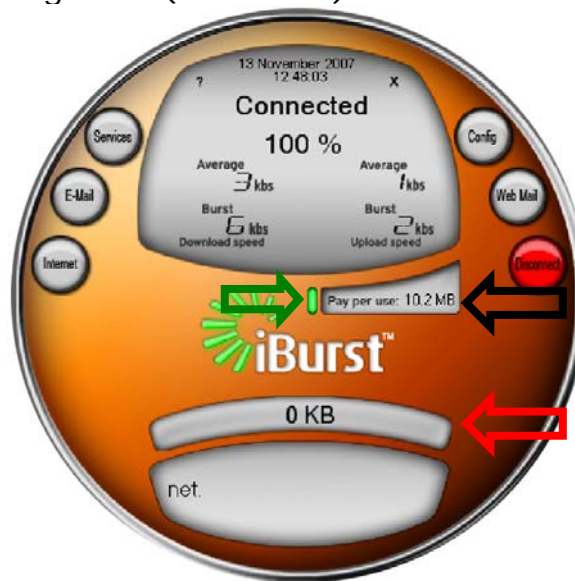 13 November 2007
? 12:48:03 X
Connected
100 %
Average Average
3 kbs 1 kbs
Burst Burst
6 kbs 2 kbs
Download speed Upload speed
Services
E-Mail
Internet
Config
Web Mail
Disconnect
Pay per use: 10.2 MB
iBurst™
0 KB
net.